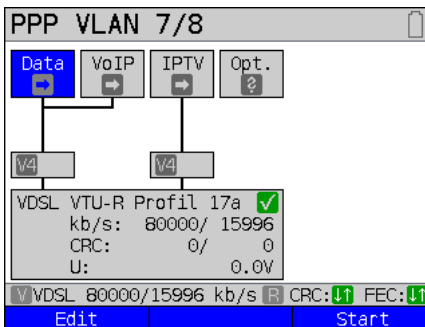 PPP VLAN 7/8
Data VoIP IPTV Opt.
?
V4 V4
VDSL VTU-R Profil 17a
kb/s: 80000/ 15996
CRC: 0/ 0
U: 0.0V
V VDSL 80000/15996 kb/s R CRC: FEC:
Edit Start